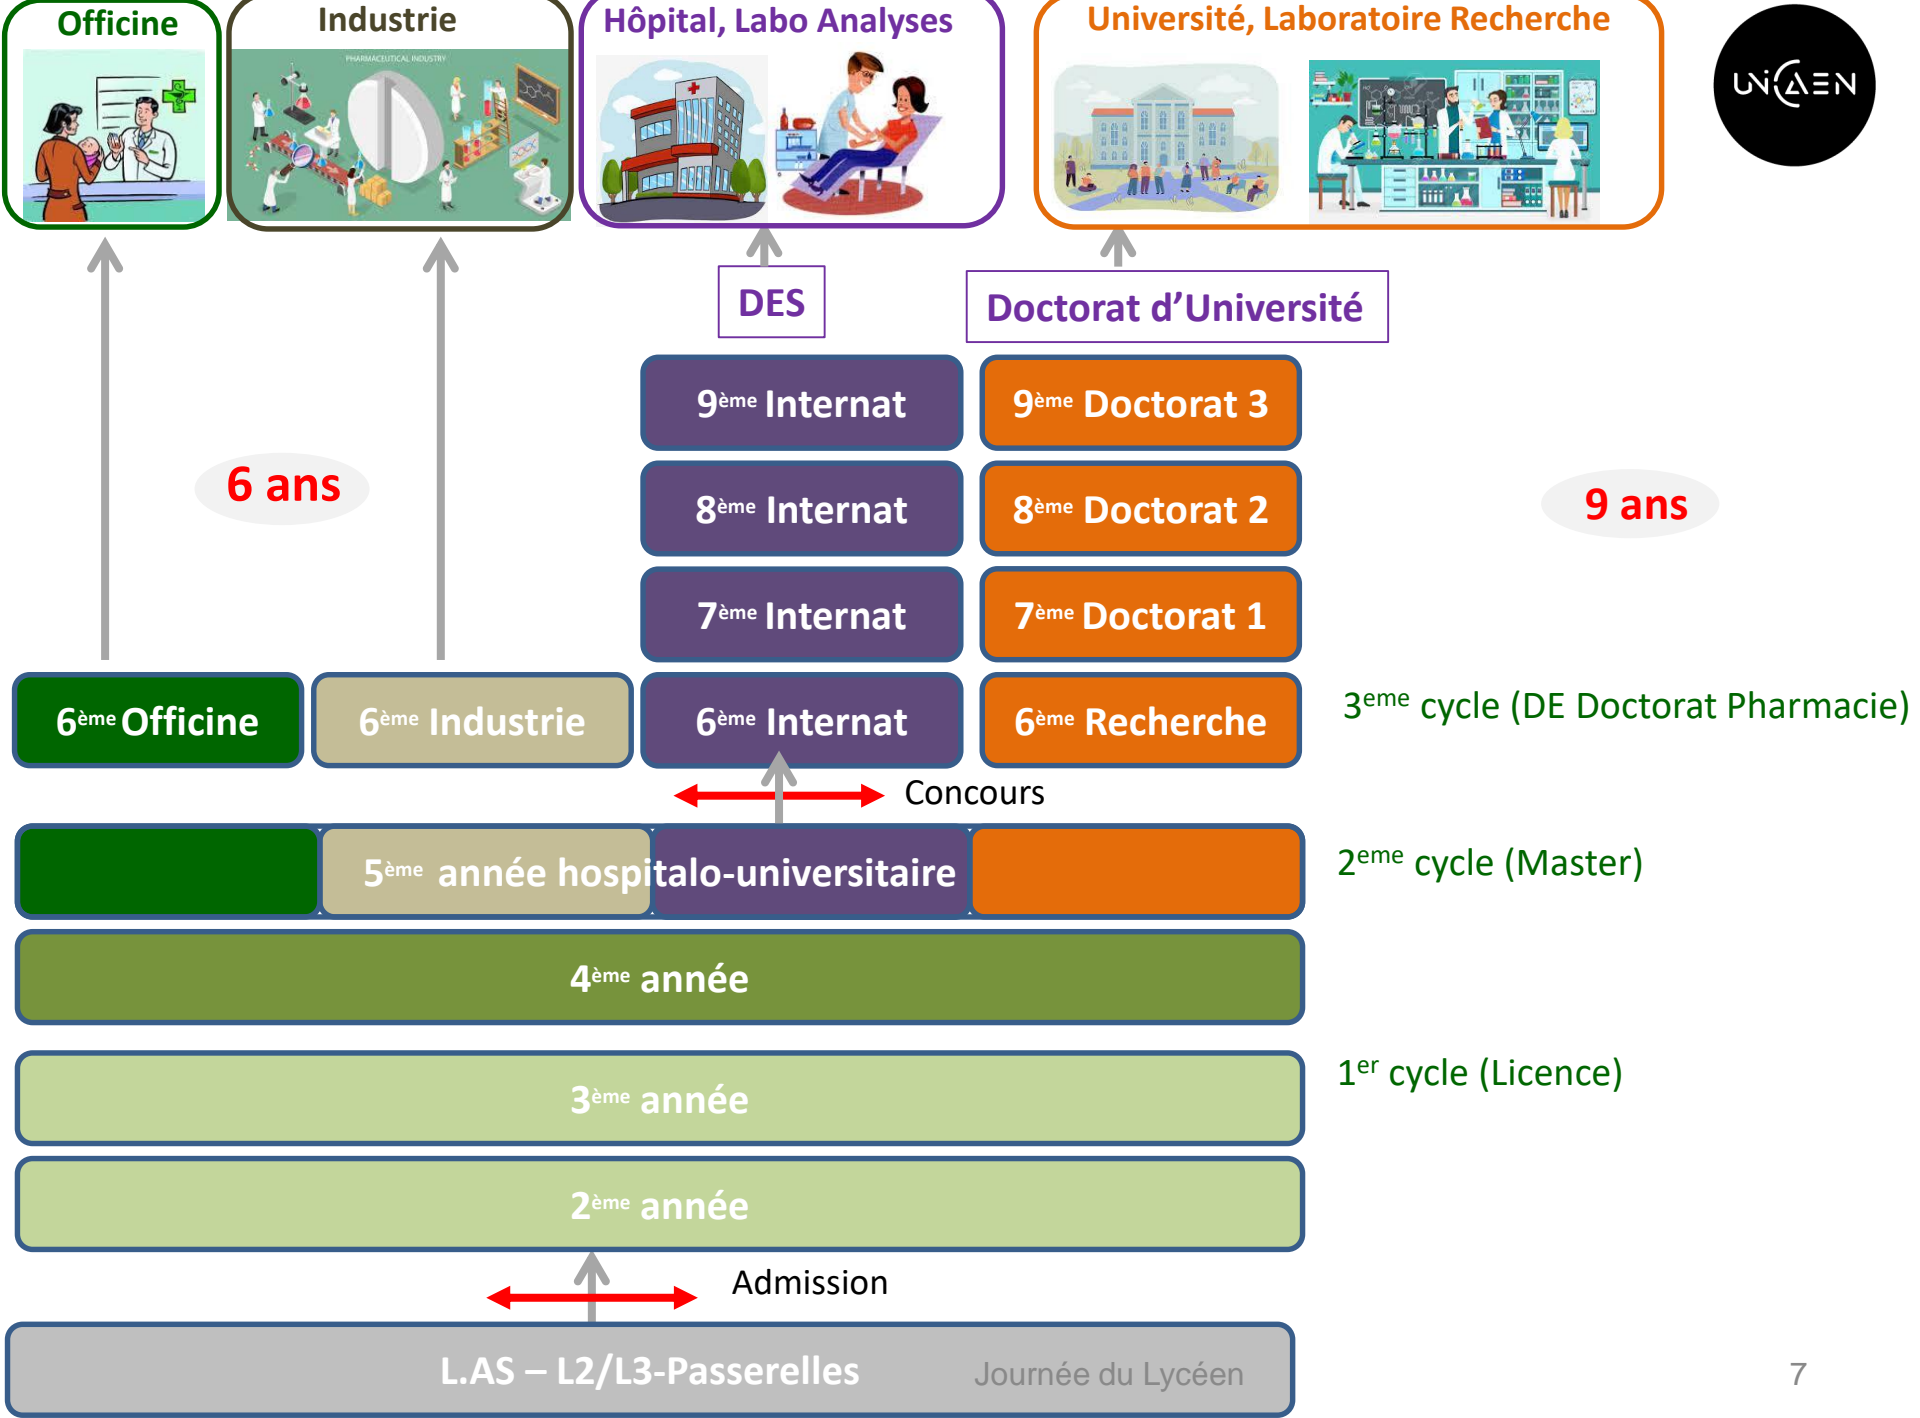 Officine
Industrie
Hôpital, Labo Analyses
Université, Laboratoire Recherche
UNICAEN
PHARMACEUTICAL INDUSTRY
DES
Doctorat d’Université
9ème Internat
9ème Doctorat 3
6 ans
9 ans
8ème Internat
8ème Doctorat 2
7ème Internat
7ème Doctorat 1
6ème Officine
6ème Industrie
6ème Internat
6ème Recherche
3eme cycle (DE Doctorat Pharmacie)
Concours
5ème année hospitalo-universitaire
2eme cycle (Master)
4ème année
1er cycle (Licence)
3ème année
2ème année
Admission
L.AS – L2/L3-Passerelles
Journée du Lycéen
7